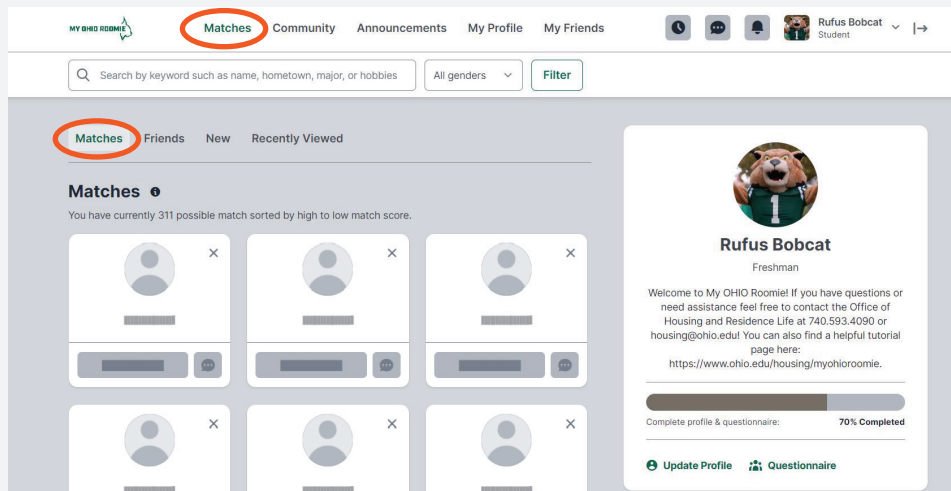 MY OHIO ROOMIE
Matches Community Announcements My Profile My Friends
Rufus Bobcat
Student
Search by keyword such as name, hometown, major, or hobbies
All genders
Filter
Matches Friends New Recently Viewed
Matches
You have currently 311 possible match sorted by high to low match score.
1
Rufus Bobcat
Freshman
Welcome to My OHIO Roomie! If you have questions or
need assistance feel free to contact the Office of
Housing and Residence Life at 740.593.4090 or
housing@ohio.edu! You can also find a helpful tutorial
page here:
https://www.ohio.edu/housing/myohioroomie.
Complete profile & questionnaire: 70% Completed
Update Profile Questionnaire